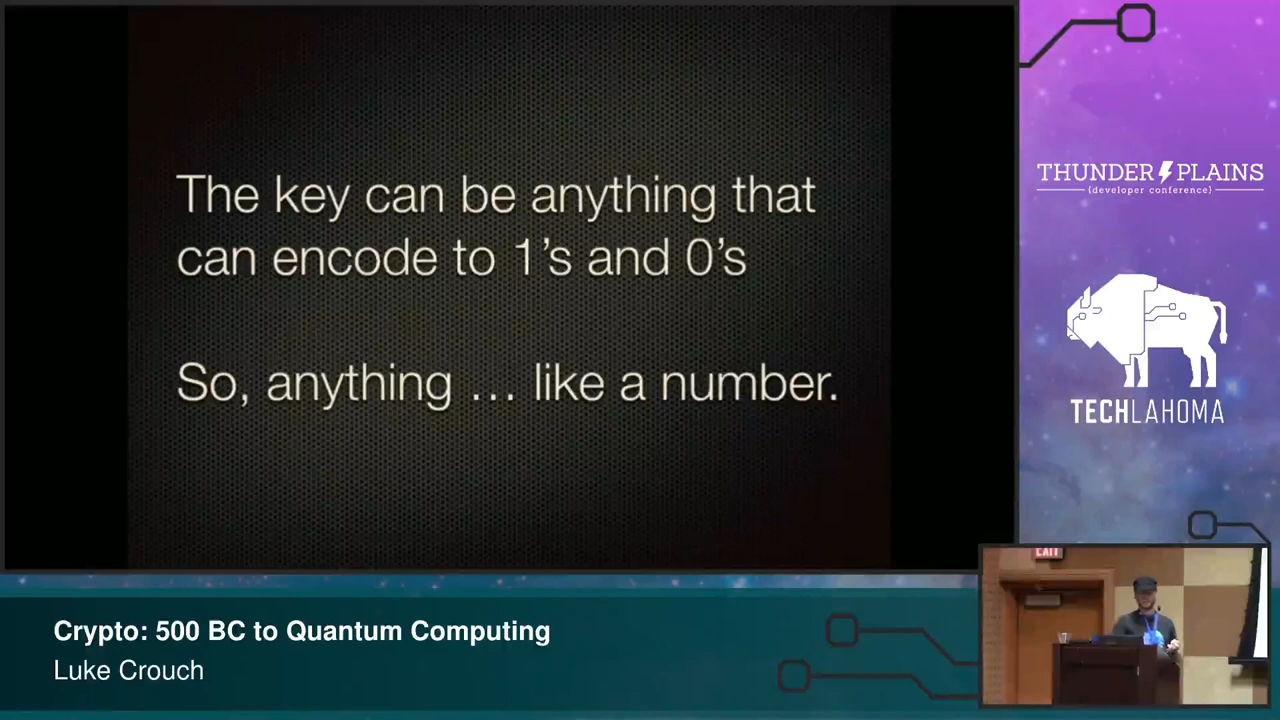 The key can be anything that
can encode to 1’s and 0’s
So, anything … like a number.
THUNDER PLAINS
{developer conference}
TECHLAHOMA
EXIT
Crypto: 500 BC to Quantum Computing
Luke Crouch